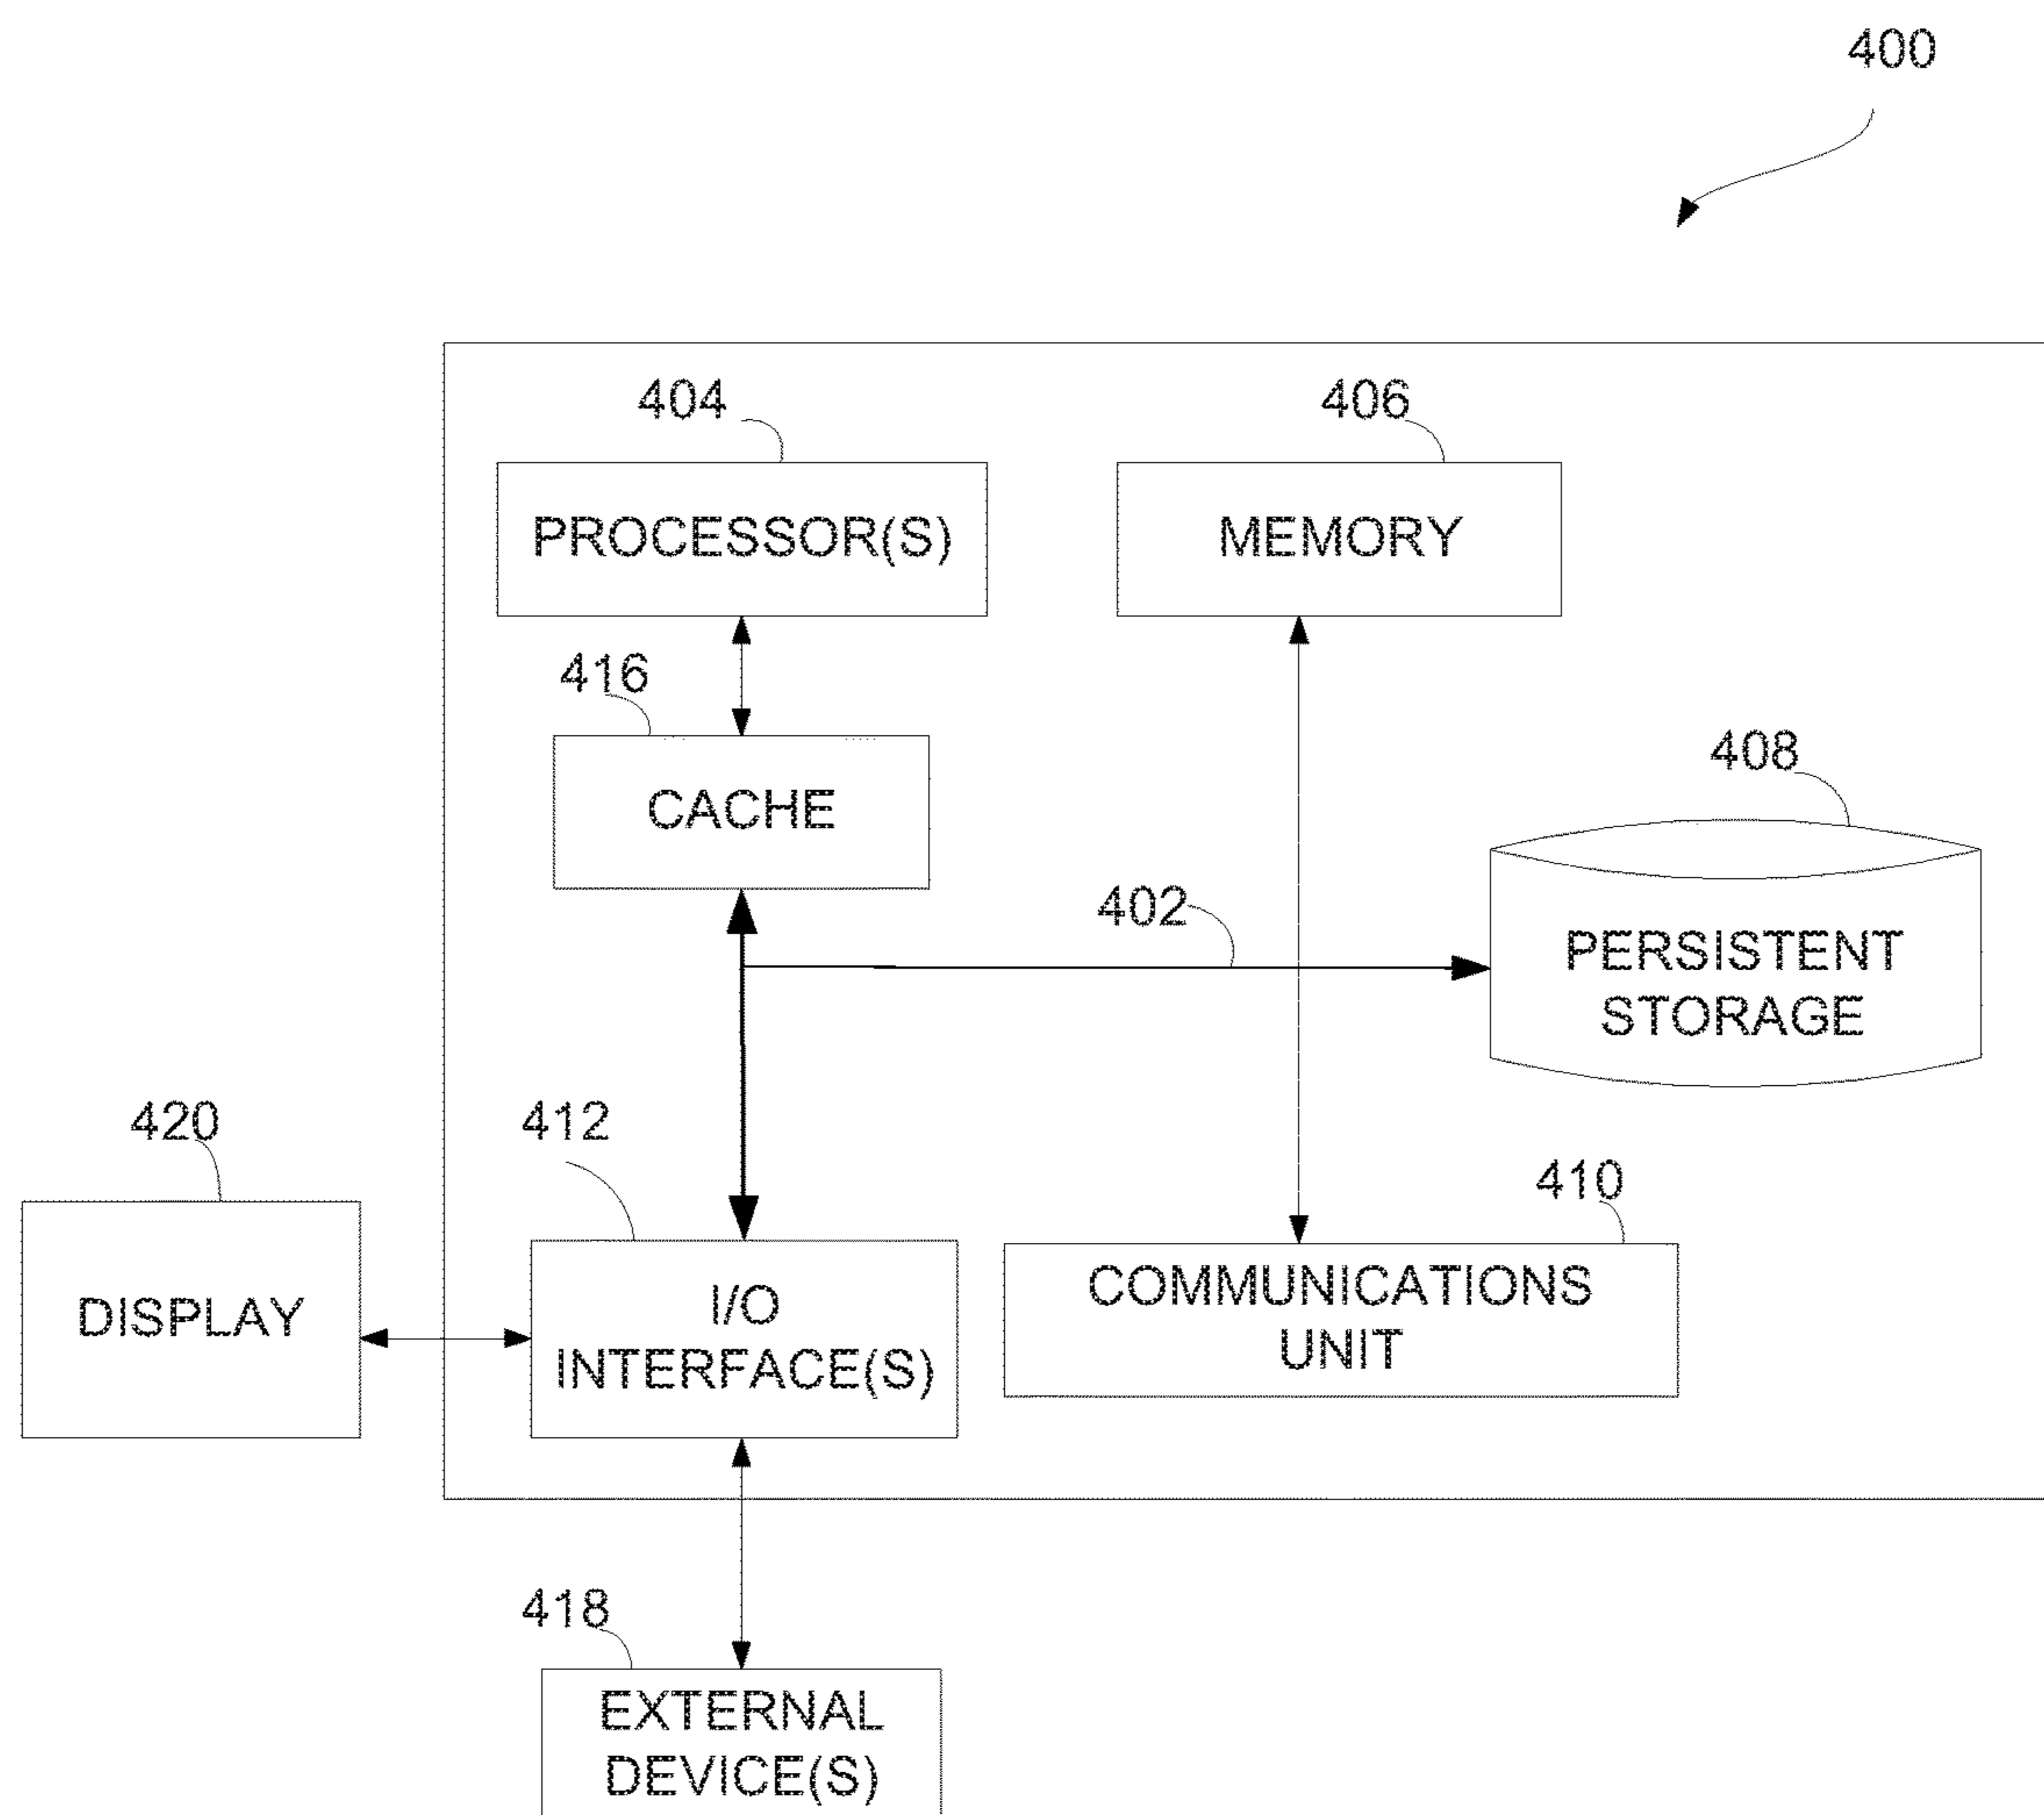 400
404
406
PROCESSOR(S)
MEMORY
416
CACHE
408
402
PERSISTENT
STORAGE
420
412
410
DISPLAY
I/O
INTERFACE(S)
COMMUNICATIONS
UNIT
418
EXTERNAL
DEVICE(S)